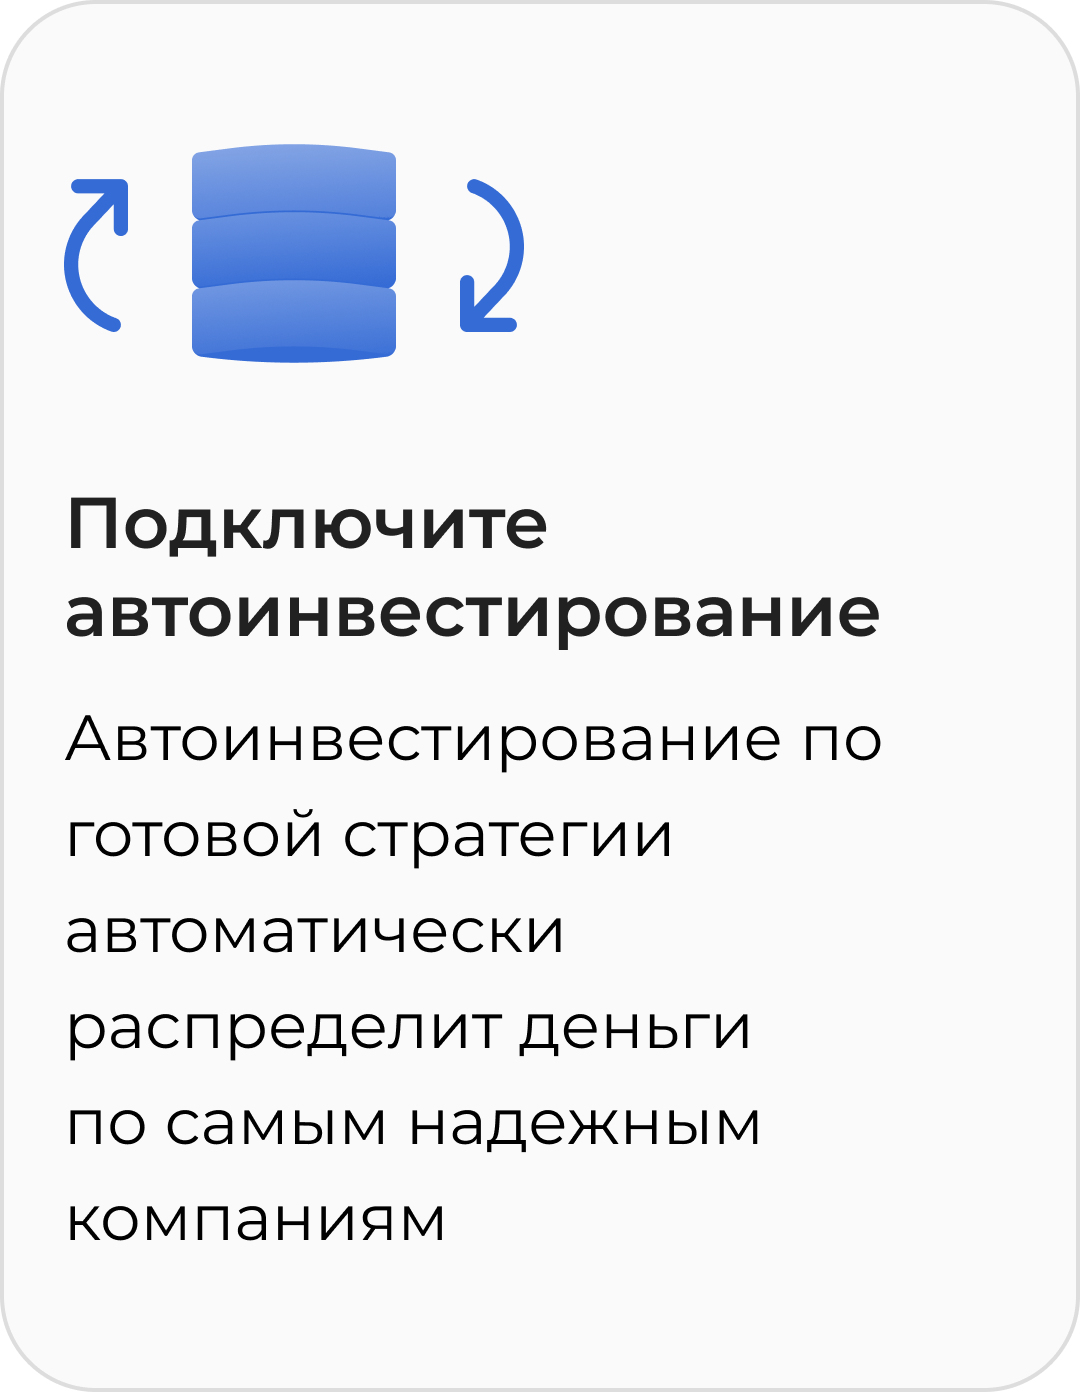 Подключите
автоинвестирование
Автоинвестирование по
готовой стратегии
автоматически
распределит деньги
по самым надежным
компаниям